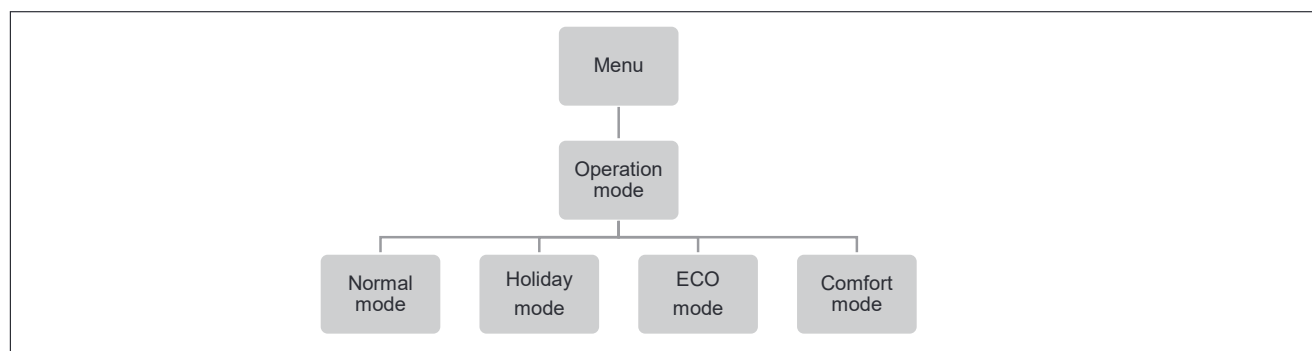 Menu
Operation
mode
Normal
mode
Holiday
mode
ECO
mode
Comfort
mode